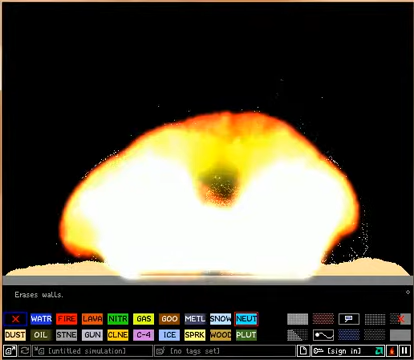 Erases walls.
X WATR FIRE LAVA NITR GAS GOO METL SNOW NEUT
DUST OIL STNE GUN CLNE C-4 ICE SPRK WOOD PLUT
[untitled simulation] [no tags set] [sign in]